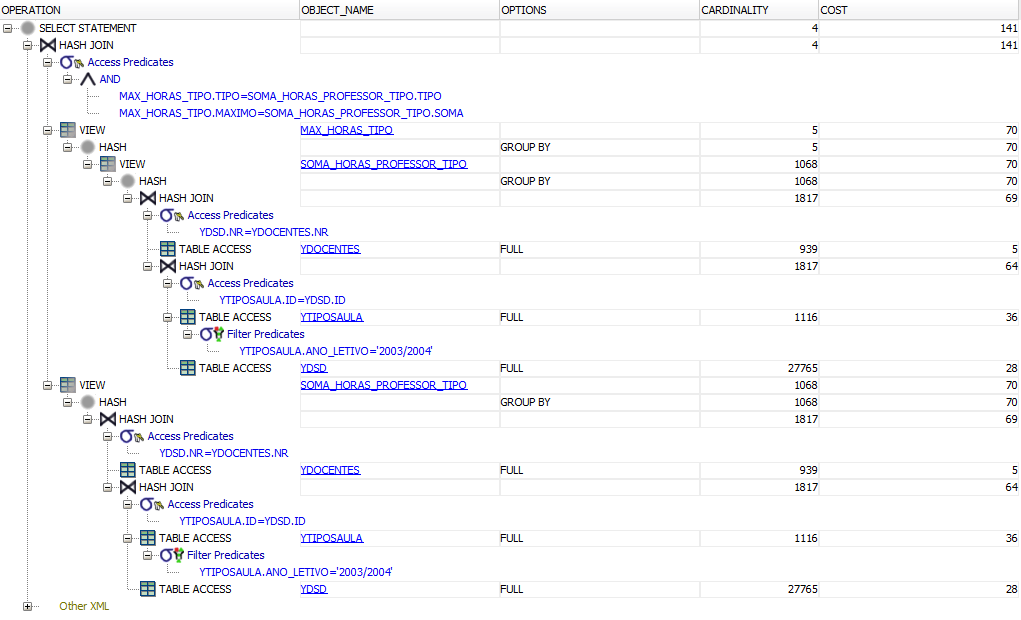 OPERATION OBJECT_NAME OPTIONS CARDINALITY COST
SELECT STATEMENT 4 141
HASH JOIN 4 141
Access Predicates
AND
MAX_HORAS_TIPO.TIPO=SOMA_HORAS_PROFESSOR_TIPO.TIPO
MAX_HORAS_TIPO.MAXIMO=SOMA_HORAS_PROFESSOR_TIPO.SOMA
VIEW MAX_HORAS_TIPO 5 70
HASH GROUP BY 5 70
VIEW SOMA_HORAS_PROFESSOR_TIPO 1068 70
HASH GROUP BY 1068 70
HASH JOIN 1817 69
Access Predicates
YDSD.NR=YDOCENTES.NR
TABLE ACCESS YDOCENTES FULL 939 5
HASH JOIN 1817 64
Access Predicates
YTIPOSAULA.ID=YDSD.ID
TABLE ACCESS YTIPOSAULA FULL 1116 36
Filter Predicates
YTIPOSAULA.ANO_LETIVO='2003/2004'
TABLE ACCESS YDSD FULL 27765 28
VIEW SOMA_HORAS_PROFESSOR_TIPO 1068 70
HASH GROUP BY 1068 70
HASH JOIN 1817 69
Access Predicates
YDSD.NR=YDOCENTES.NR
TABLE ACCESS YDOCENTES FULL 939 5
HASH JOIN 1817 64
Access Predicates
YTIPOSAULA.ID=YDSD.ID
TABLE ACCESS YTIPOSAULA FULL 1116 36
Filter Predicates
YTIPOSAULA.ANO_LETIVO='2003/2004'
TABLE ACCESS YDSD FULL 27765 28
Other XML